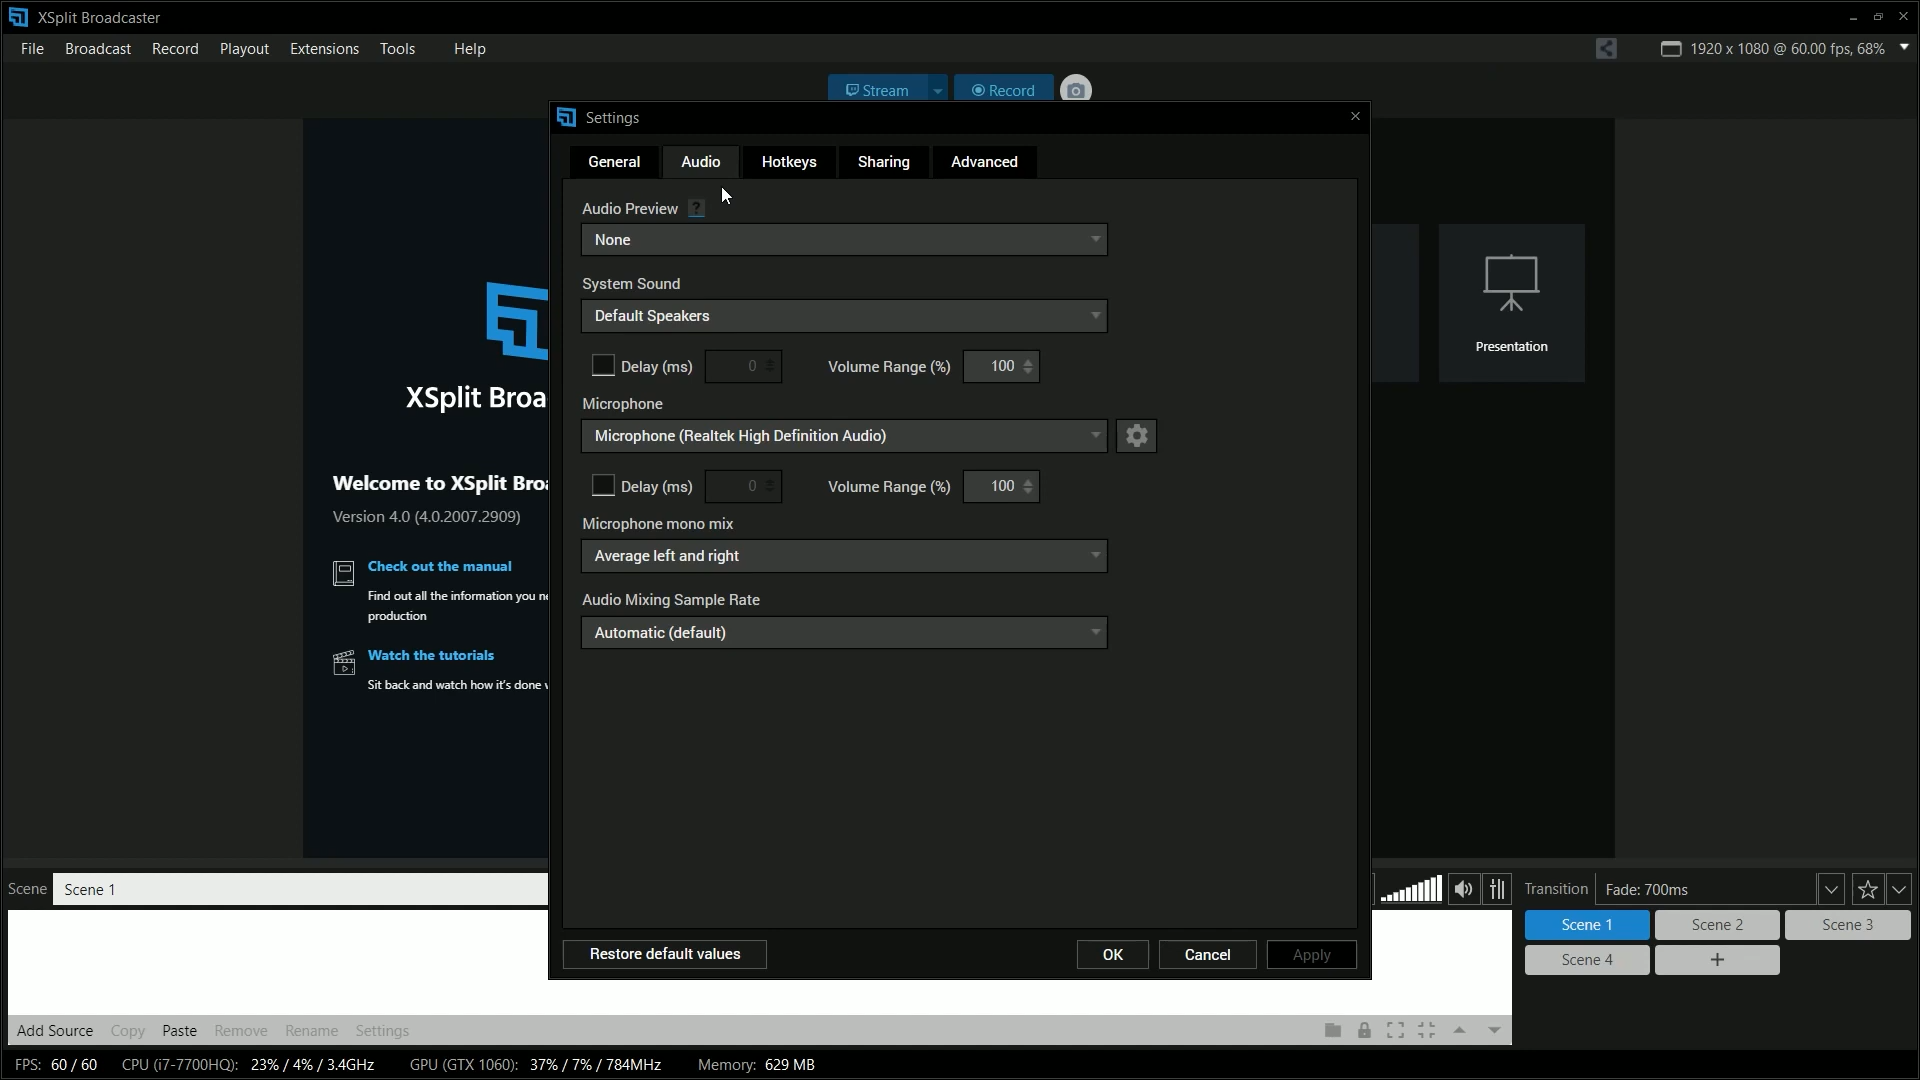 XSplit Broadcaster
File Broadcast Record Playout Extensions Tools Help
1920 x 1080 @ 60.00 fps, 68%
Stream Record
Settings
General Audio Hotkeys Sharing Advanced
Audio Preview ?
None
System Sound
Default Speakers
Delay (ms) 0 Volume Range (%) 100
Microphone
Microphone (Realtek High Definition Audio)
Delay (ms) 0 Volume Range (%) 100
Microphone mono mix
Average left and right
Audio Mixing Sample Rate
Automatic (default)
Restore default values OK Cancel Apply
XSplit Broa
Welcome to XSplit Broa
Version 4.0 (4.0.2007.2909)
Check out the manual
Find out all the information you ne
production
Watch the tutorials
Sit back and watch how it's done
Presentation
Scene Scene 1
Transition Fade: 700ms
Scene 1 Scene 2 Scene 3
Scene 4 +
Add Source Copy Paste Remove Rename Settings
FPS: 60 / 60 CPU (i7-7700HQ): 23% / 4% / 3.4GHz GPU (GTX 1060): 37% / 7% / 784MHz Memory: 629 MB